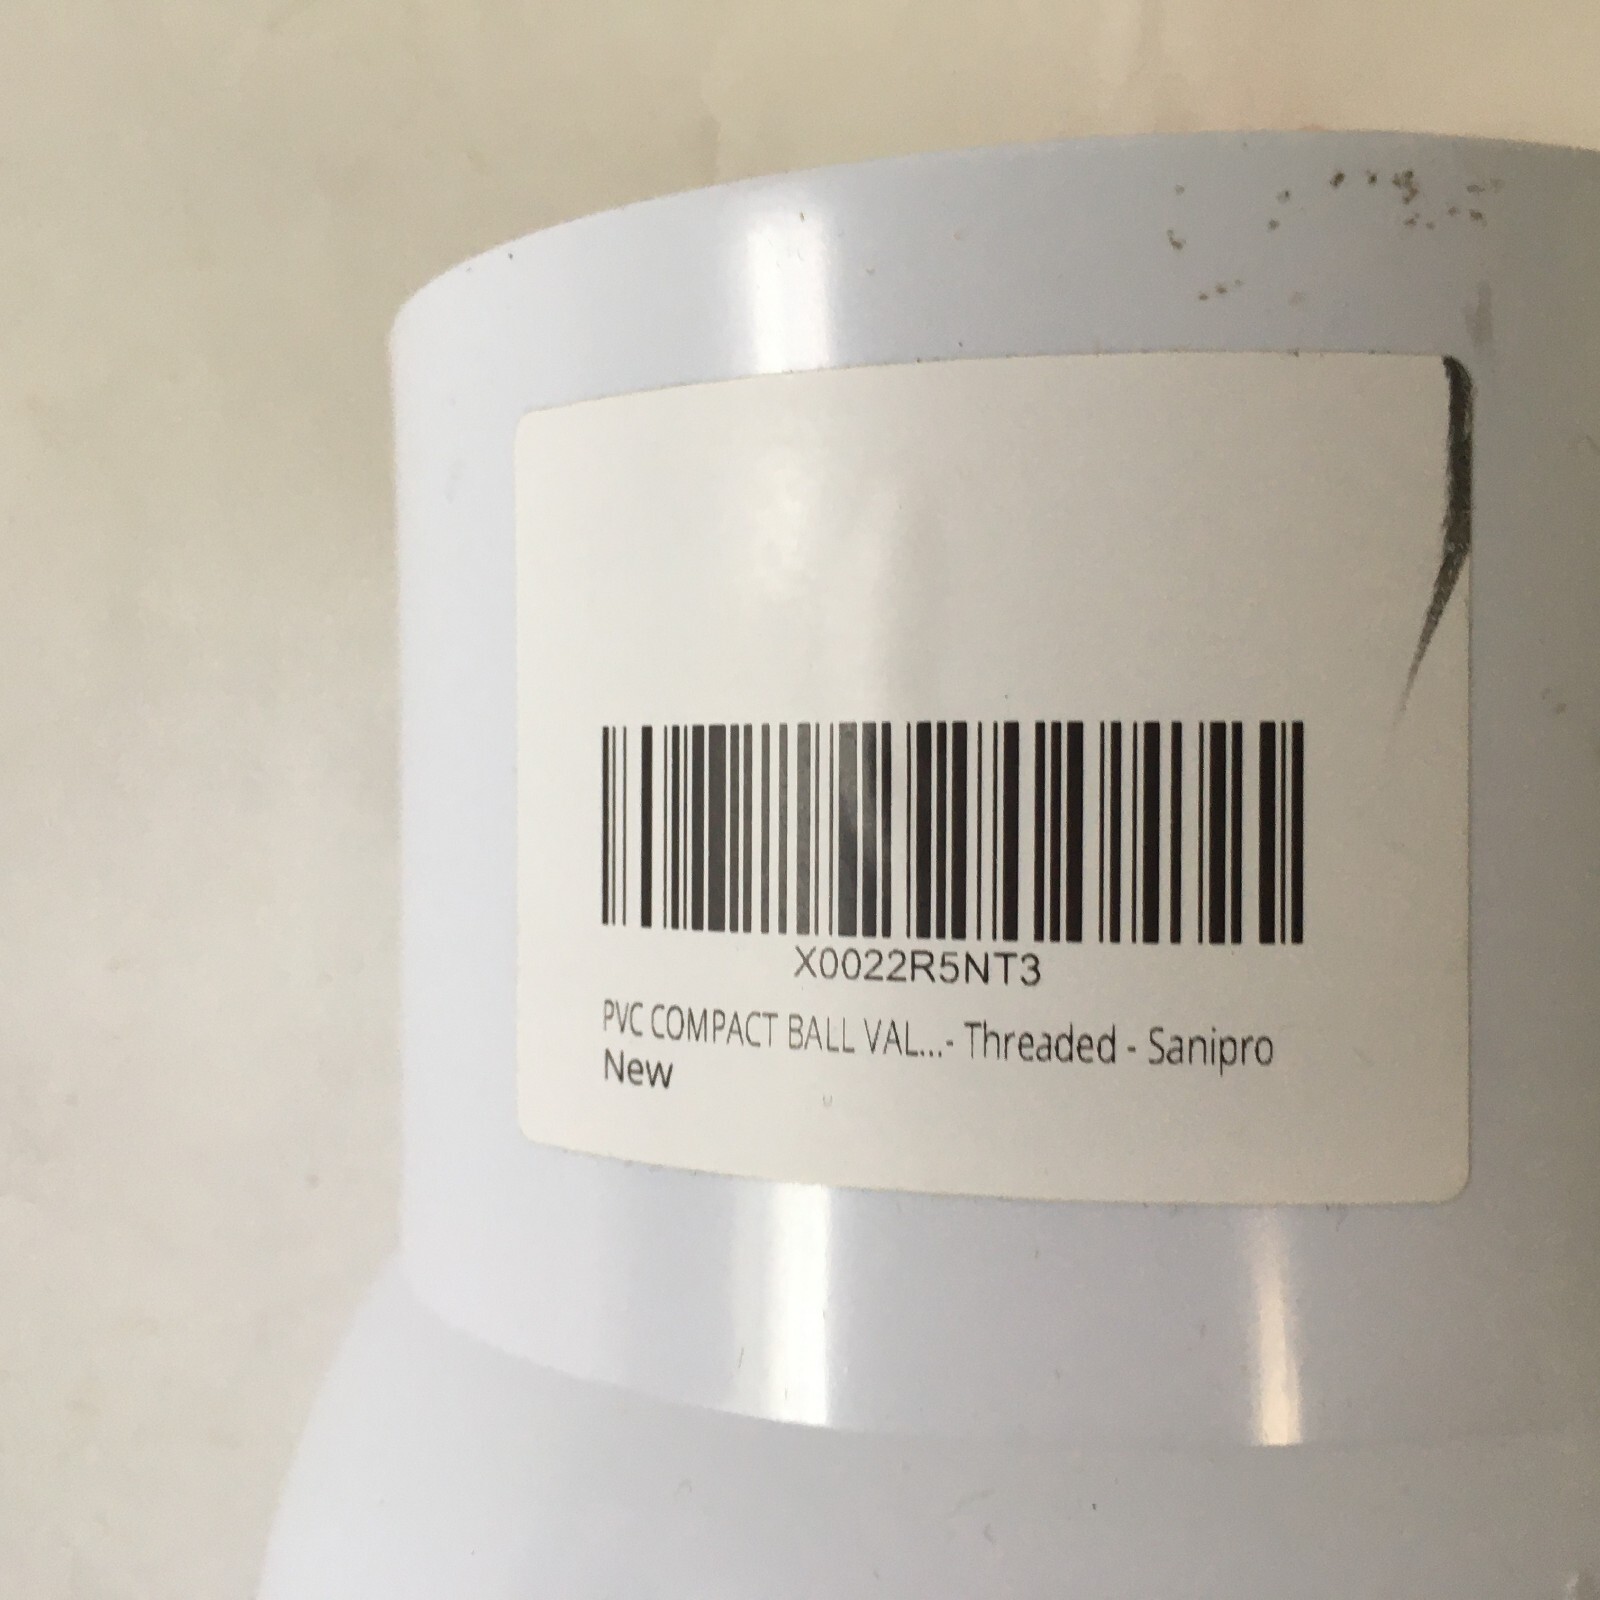 X0022R5NT3
PVC COMPACT BALL VAL...- Threaded - Sanipro
New